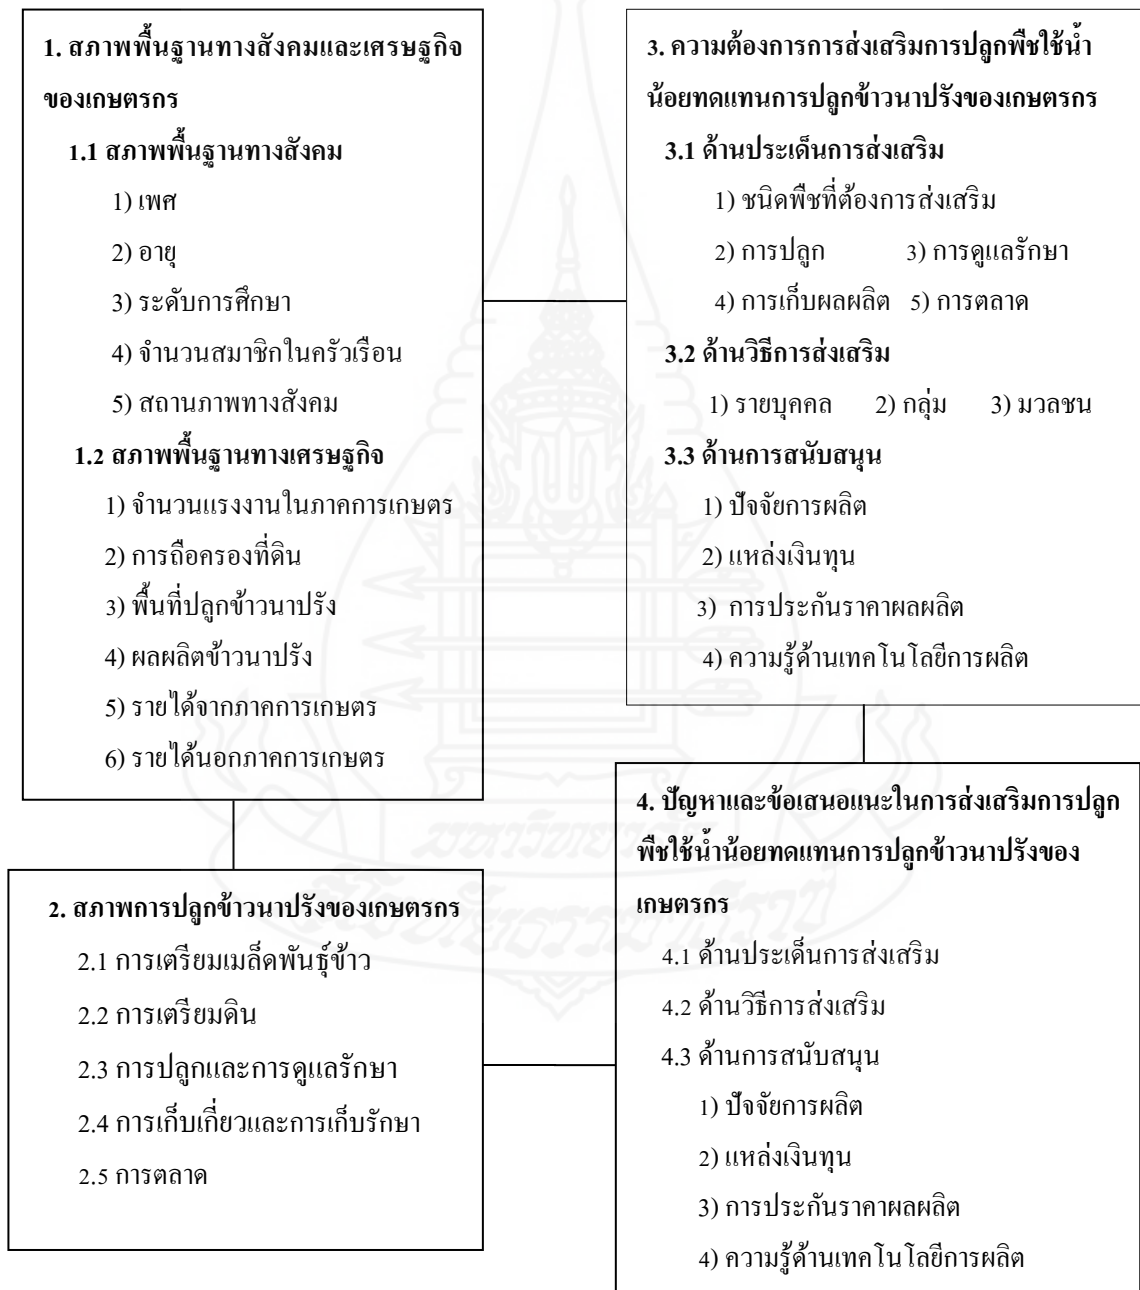 1. สภาพพื้นฐานทางสังคมและเศรษฐกิจ
ของเกษตรกร
1.1 สภาพพื้นฐานทางสังคม
1) เพศ
2) อายุ
3) ระดับการศึกษา
4) จำนวนสมาชิกในครัวเรือน
5) สถานภาพทางสังคม
1.2 สภาพพื้นฐานทางเศรษฐกิจ
1) จำนวนแรงงานในภาคการเกษตร
2) การถือครองที่ดิน
3) พื้นที่ปลูกข้าวนาปรัง
4) ผลผลิตข้าวนาปรัง
5) รายได้จากภาคการเกษตร
6) รายได้นอกภาคการเกษตร
2. สภาพการปลูกข้าวนาปรังของเกษตรกร
2.1 การเตรียมเมล็ดพันธุ์ข้าว
2.2 การเตรียมดิน
2.3 การปลูกและการดูแลรักษา
2.4 การเก็บเกี่ยวและการเก็บรักษา
2.5 การตลาด
3. ความต้องการการส่งเสริมการปลูกพืชใช้น้ำ
น้อยทดแทนการปลูกข้าวนาปรังของเกษตรกร
3.1 ด้านประเด็นการส่งเสริม
1) ชนิดพืชที่ต้องการส่งเสริม
2) การปลูก 3) การดูแลรักษา
4) การเก็บผลผลิต 5) การตลาด
3.2 ด้านวิธีการส่งเสริม
1) รายบุคคล 2) กลุ่ม 3) มวลชน
3.3 ด้านการสนับสนุน
1) ปัจจัยการผลิต
2) แหล่งเงินทุน
3) การประกันราคาผลผลิต
4) ความรู้ด้านเทคโนโลยีการผลิต
4. ปัญหาและข้อเสนอแนะในการส่งเสริมการปลูก
พืชใช้น้ำน้อยทดแทนการปลูกข้าวนาปรังของ
เกษตรกร
4.1 ด้านประเด็นการส่งเสริม
4.2 ด้านวิธีการส่งเสริม
4.3 ด้านการสนับสนุน
1) ปัจจัยการผลิต
2) แหล่งเงินทุน
3) การประกันราคาผลผลิต
4) ความรู้ด้านเทคโนโลยีการผลิต